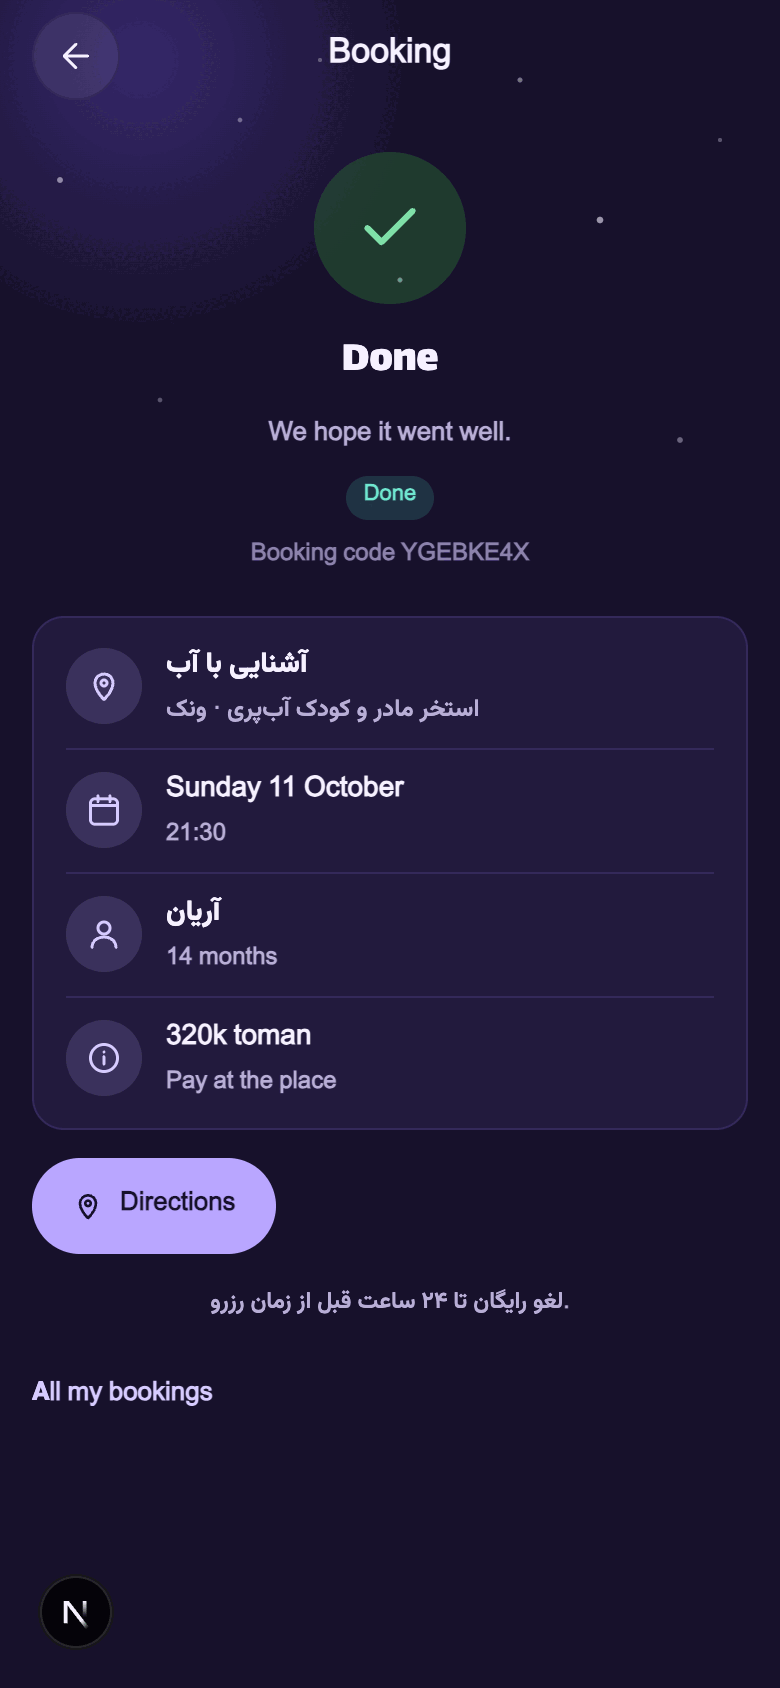 Booking
Done
We hope it went well.
Done
Booking code YGEBKE4X
آشنایی با آب
استخر مادر و کودک آب‌پری · ونک
Sunday 11 October
21:30
آریان
14 months
320k toman
Pay at the place
Directions
لغو رایگان تا ۲۴ ساعت قبل از زمان رزرو.
All my bookings
N